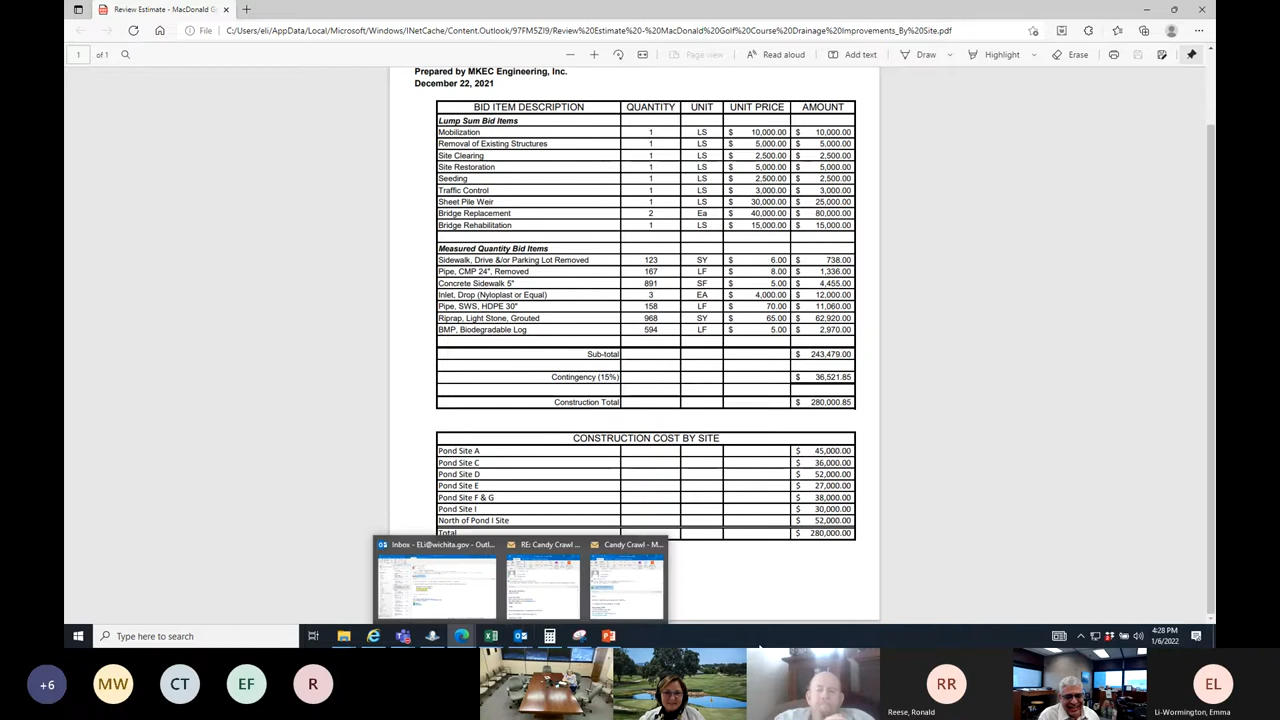 Review Estimate - MacDonald G
File
C:/Users/eli/AppData/Local/Microsoft/Windows/INetCache/Content.Outlook/97FM5ZI9/Review%20Estimate%20-%20MacDonald%20Golf%20Course%20Drainage%20Improvements_By%20Site.pdf
1 of 1 Page view Read aloud Add text Draw Highlight Erase
Prepared by MKEC Engineering, Inc.
December 22, 2021
BID ITEM DESCRIPTION QUANTITY UNIT UNIT PRICE AMOUNT
Lump Sum Bid Items
Mobilization 1 LS $ 10,000.00 $ 10,000.00
Removal of Existing Structures 1 LS $ 5,000.00 $ 5,000.00
Site Clearing 1 LS $ 2,500.00 $ 2,500.00
Site Restoration 1 LS $ 5,000.00 $ 5,000.00
Seeding 1 LS $ 2,500.00 $ 2,500.00
Traffic Control 1 LS $ 3,000.00 $ 3,000.00
Sheet Pile Weir 1 LS $ 30,000.00 $ 25,000.00
Bridge Replacement 2 Ea $ 40,000.00 $ 80,000.00
Bridge Rehabilitation 1 LS $ 15,000.00 $ 15,000.00
Measured Quantity Bid Items
Sidewalk, Drive &/or Parking Lot Removed 123 SY $ 6.00 $ 738.00
Pipe, CMP 24", Removed 167 LF $ 8.00 $ 1,336.00
Concrete Sidewalk 5" 891 SF $ 5.00 $ 4,455.00
Inlet, Drop (Nyloplast or Equal) 3 EA $ 4,000.00 $ 12,000.00
Pipe, SWS, HDPE 30" 158 LF $ 70.00 $ 11,060.00
Riprap, Light Stone, Grouted 968 SY $ 65.00 $ 62,920.00
BMP, Biodegradable Log 594 LF $ 5.00 $ 2,970.00
Sub-total $ 243,479.00
Contingency (15%) $ 36,521.85
Construction Total $ 280,000.85
CONSTRUCTION COST BY SITE
Pond Site A $ 45,000.00
Pond Site C $ 36,000.00
Pond Site D $ 52,000.00
Pond Site E $ 27,000.00
Pond Site F & G $ 38,000.00
Pond Site I $ 30,000.00
North of Pond I Site $ 52,000.00
Total $ 280,000.00
Inbox - ELi@wichita.gov - Outl... RE: Candy Crawl ... Candy Crawl - M...
Type here to search
4:28 PM
1/6/2022
+6 MW CT EF R RR EL
Reese, Ronald Li-Wormington, Emma